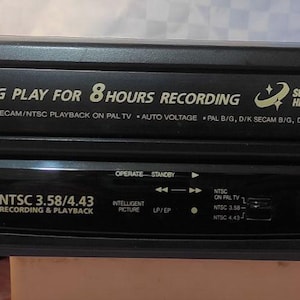 G PLAY FOR 8 HOURS RECORDING
SECAM/NTSC PLAYBACK ON PAL TV • AUTO VOLTAGE • PAL B/G, D/K SECAM B/G, D
OPERATE STANDBY
NTSC 3.58/4.43
RECORDING & PLAYBACK
INTELLIGENT
PICTURE
LP/EP
NTSC
ON PAL TV
NTSC 3.58
NTSC 4.43